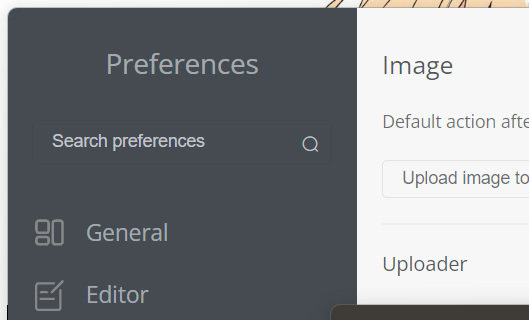 Preferences
Search preferences
General
Editor
Image
Default action afte
Upload image to
Uploader